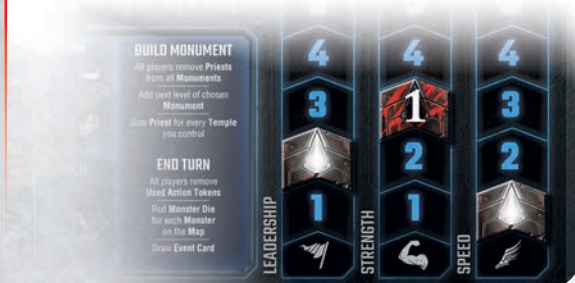 BUILD MONUMENT
All players remove Priests
from all Monuments
Add next level of chosen
Monument
Priest for every Temple
you control
END TURN
All players remove
Used Action Tokens
Roll Monster Die
for each Monster
on the Map
Draw Event Card
LEADERSHIP
4
3
1
STRENGTH
4
1
2
1
SPEED
4
3
2